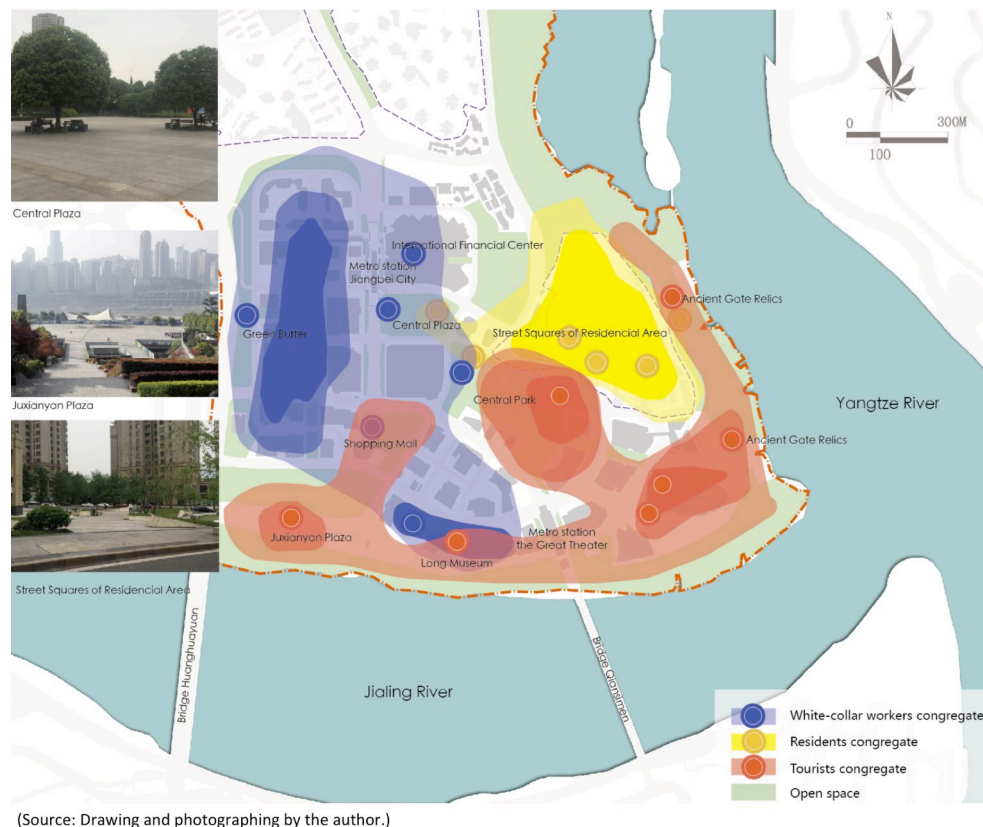 Central Plaza
Juxianyan Plaza
Street Squares of Residencial Area
N
0
300M
100
International Financial Center
Metro station
Jiangbei City
Green Butter
Central Plaza
Street Squares of Residencial Area
Ancient Gate Relics
Central Park
Yangtze River
Shopping Mall
Ancient Gate Relics
Juxianyan Plaza
Metro station
the Great Theater
Long Museum
Bridge Huanghuayuan
Bridge Qiansimen
Jialing River
White-collar workers congregate
Residents congregate
Tourists congregate
Open space
(Source: Drawing and photographing by the author.)